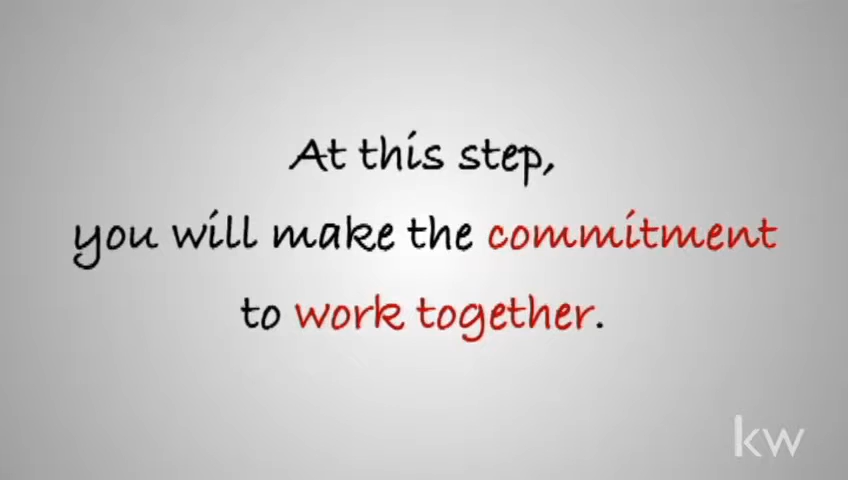 At this step,
you will make the commitment
to work together.
kw